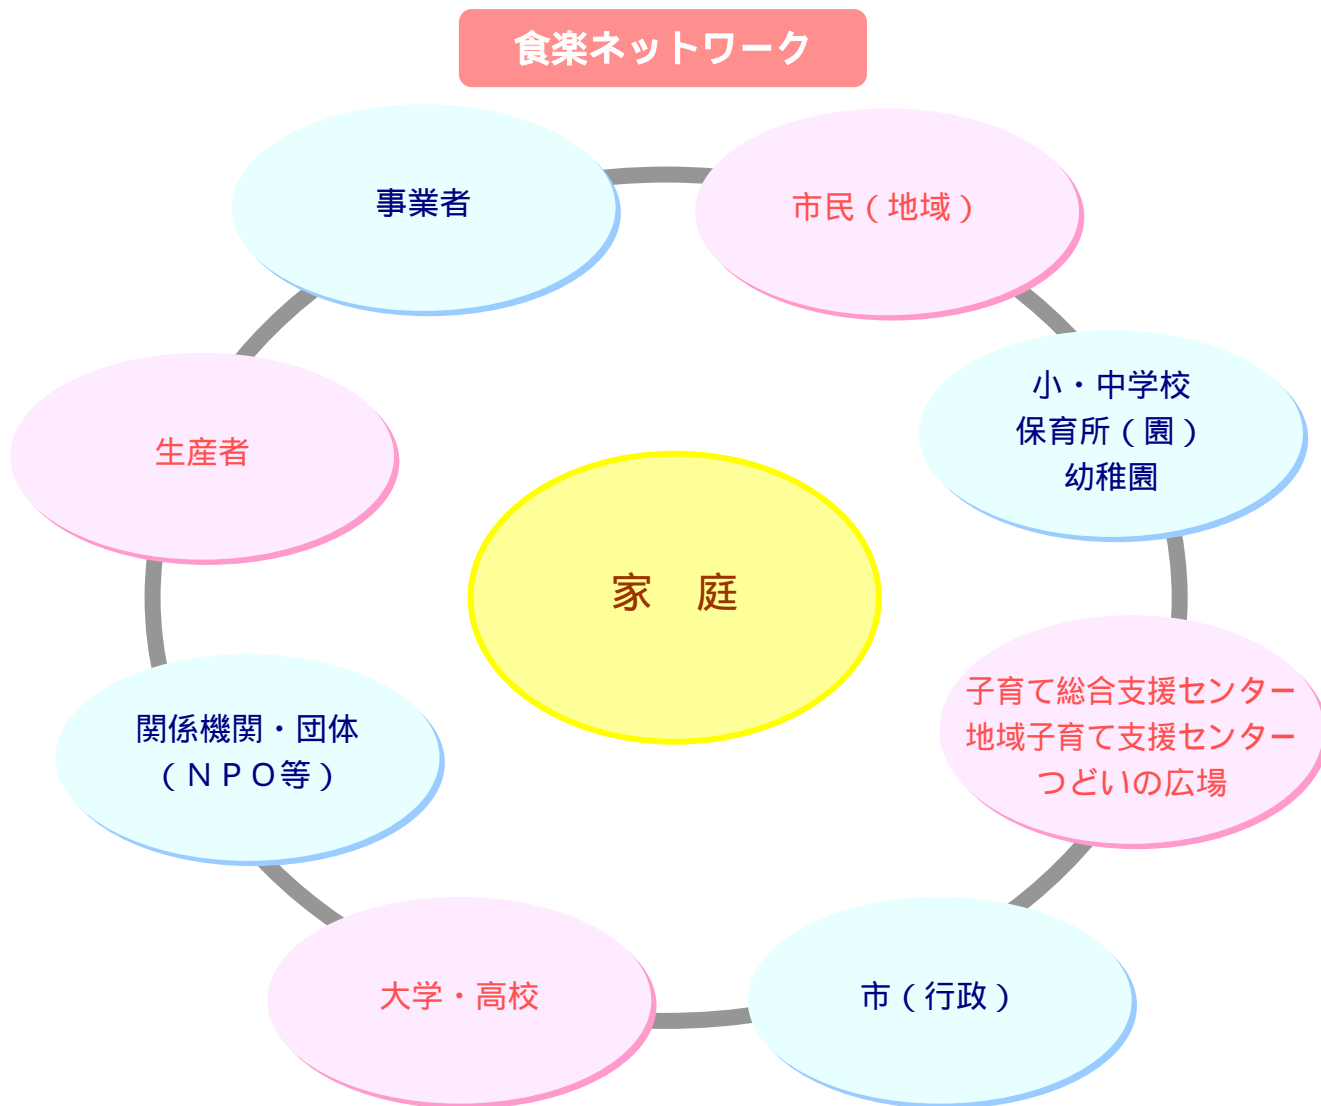 食楽ネットワーク
事業者
市民（地域）
小・中学校
保育所（園）
幼稚園
生産者
家　庭
子育て総合支援センター
地域子育て支援センター
つどいの広場
関係機関・団体
（ＮＰＯ等）
大学・高校
市（行政）